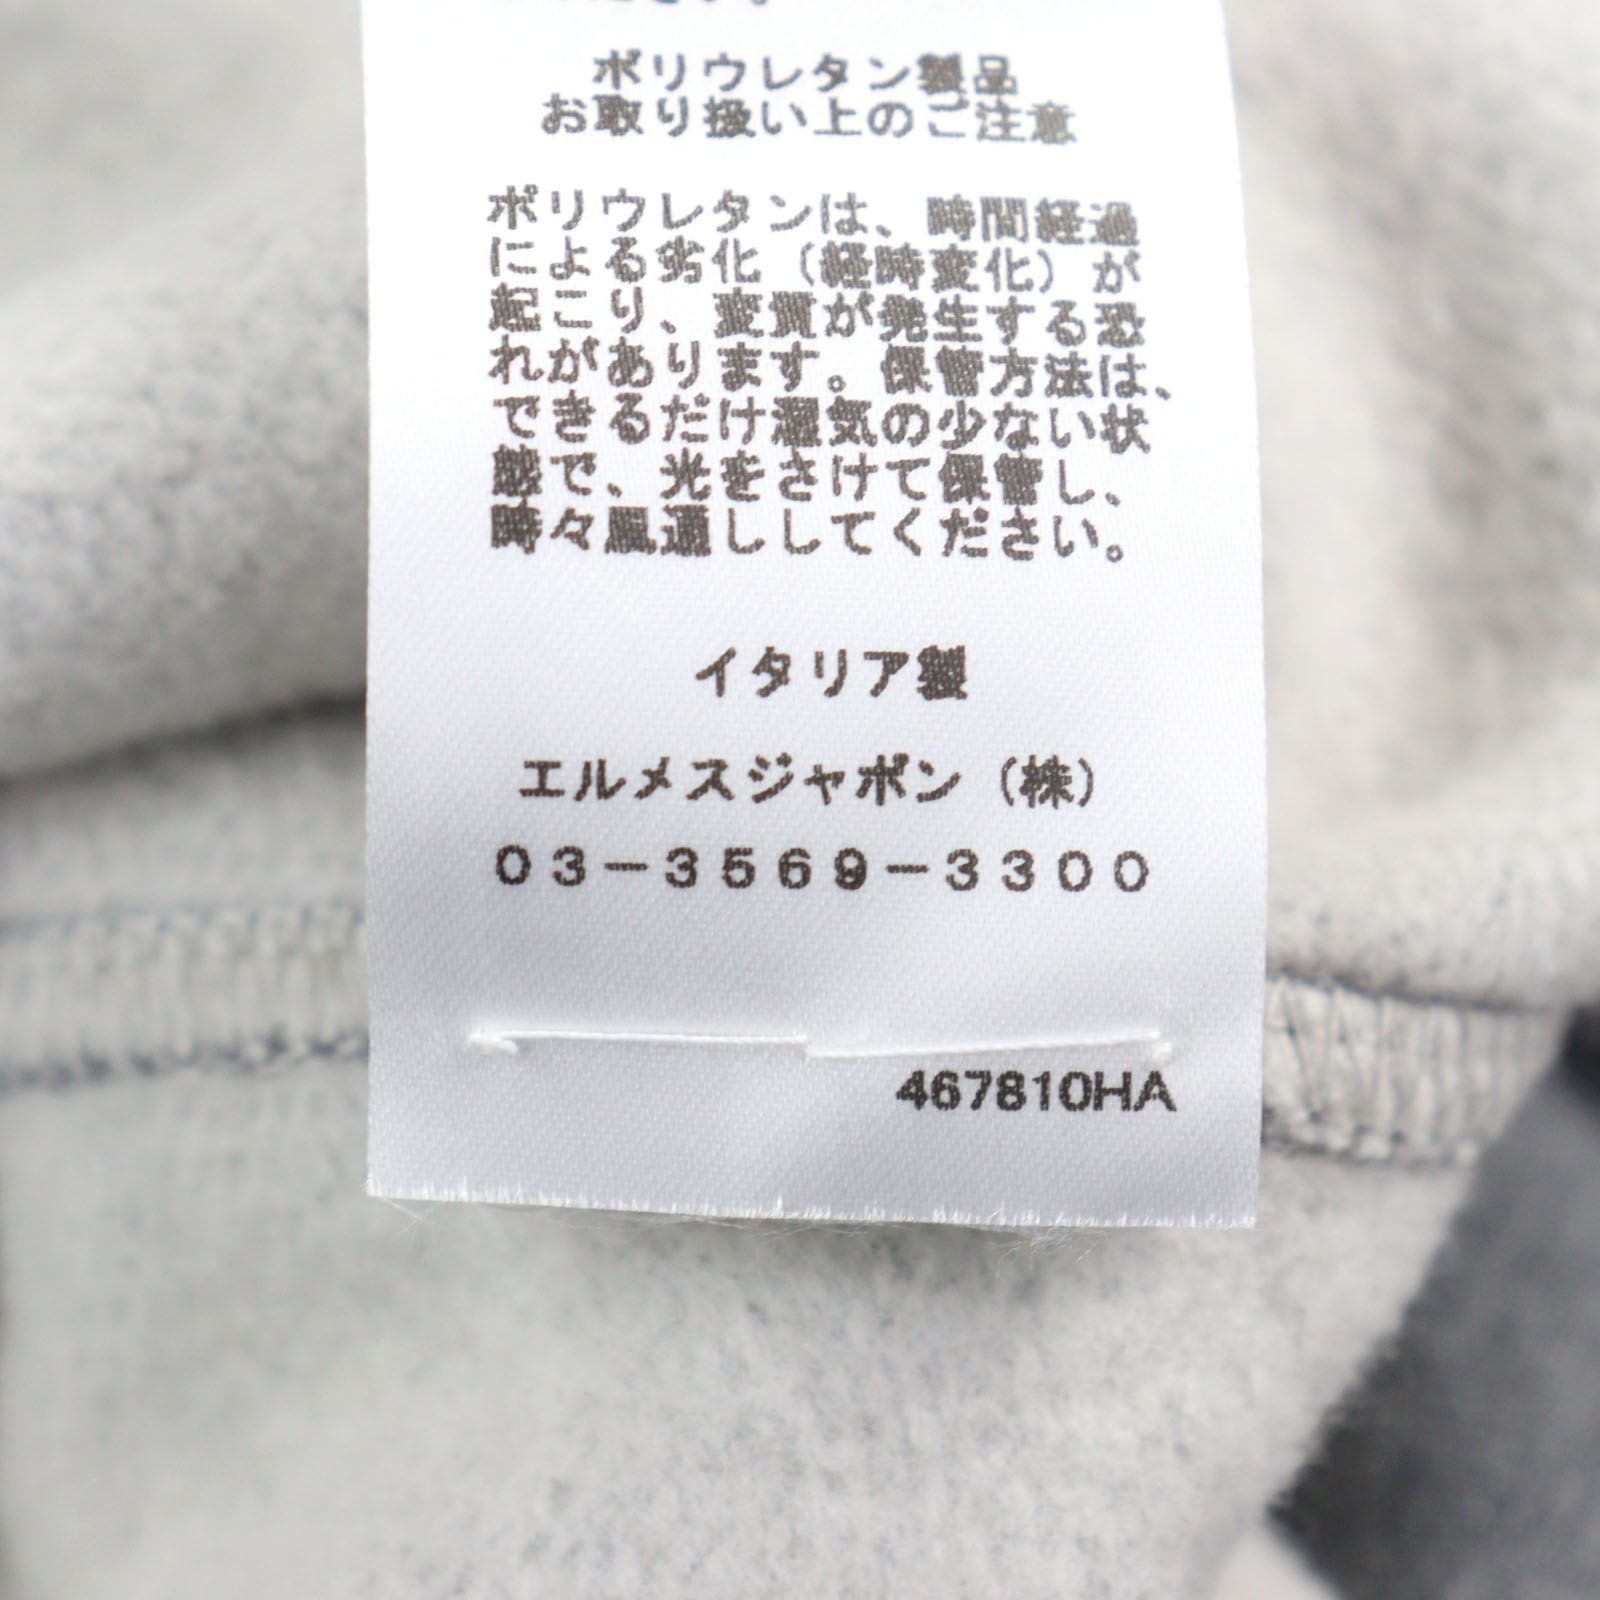 ください。
ポリウレタン製品
お取り扱い上のご注意
ポリウレタンは、時間経過
による劣化（経時変化）が
起こり、変質が発生する恐
れがあります。保管方法は、
できるだけ湿気の少ない状
態で、光をさけて保管し、
時々風通ししてください。
イタリア製
エルメスジャポン（株）
03-3569-3300
467810HA